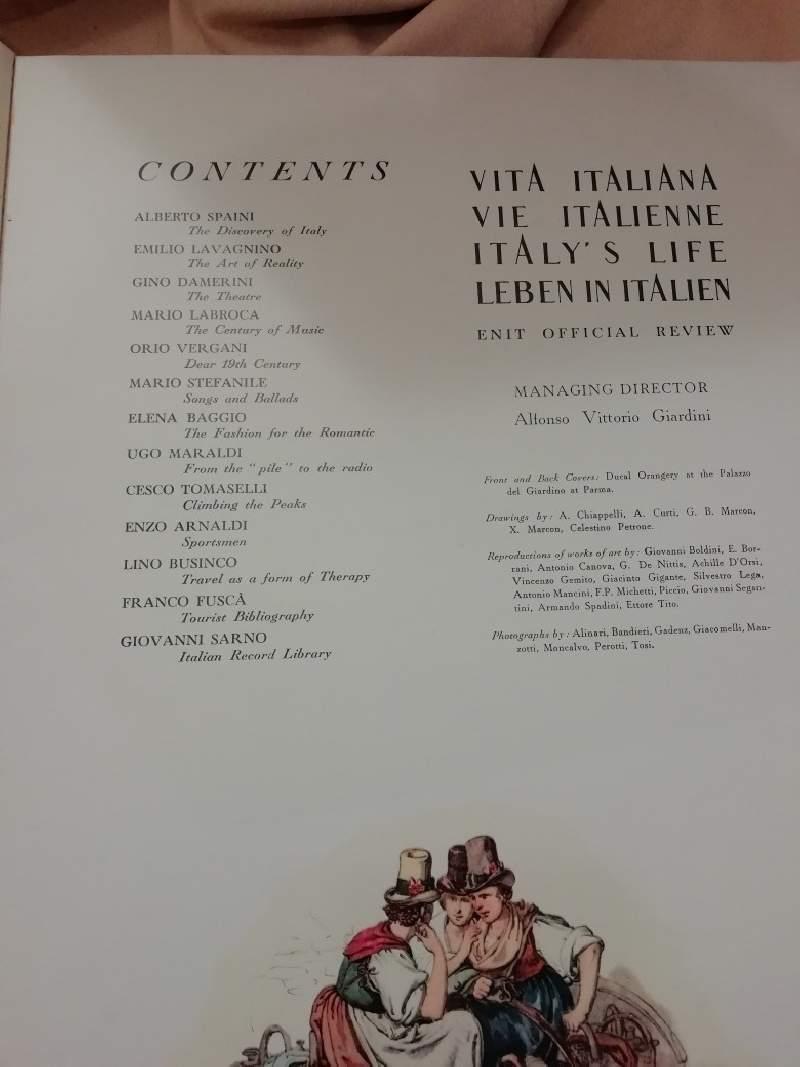 CONTENTS
ALBERTO SPAINI
The Discovery of Italy
EMILIO LAVAGNINO
The Art of Reality
GINO DAMERINI
The Theatre
MARIO LABROCA
The Century of Music
ORIO VERGANI
Dear 19th Century
MARIO STEFANILE
Songs and Ballads
ELENA BAGGIO
The Fashion for the Romantic
UGO MARALDI
From the "pile" to the radio
CESCO TOMASELLI
Climbing the Peaks
ENZO ARNALDI
Sportsmen
LINO BUSINCO
Travel as a form of Therapy
FRANCO FUSCÀ
Tourist Bibliography
GIOVANNI SARNO
Italian Record Library
VITA ITALIANA
VIE ITALIENNE
ITALY'S LIFE
LEBEN IN ITALIEN
ENIT OFFICIAL REVIEW
MANAGING DIRECTOR
Alfonso Vittorio Giardini
Front and Back Covers: Ducal Orangery at the Palazzo
del Giardino at Parma.
Drawings by: A. Chiappelli, A. Curti, G. B. Marcon,
X. Marcon, Celestino Petrone.
Reproductions of works of art by: Giovanni Boldini, E. Bor-
rani, Antonio Canova, G. De Nittis, Achille D'Orsi,
Vincenzo Gemito, Giacinto Gigante, Silvestro Lega,
Antonio Mancini, F.P. Michetti, Piccio, Giovanni Segan-
tini, Armando Spadini, Ettore Tito.
Photographs by: Alinari, Bandieri, Gadenz, Giacomelli, Man-
zotti, Moncalvo, Perotti, Tosi.